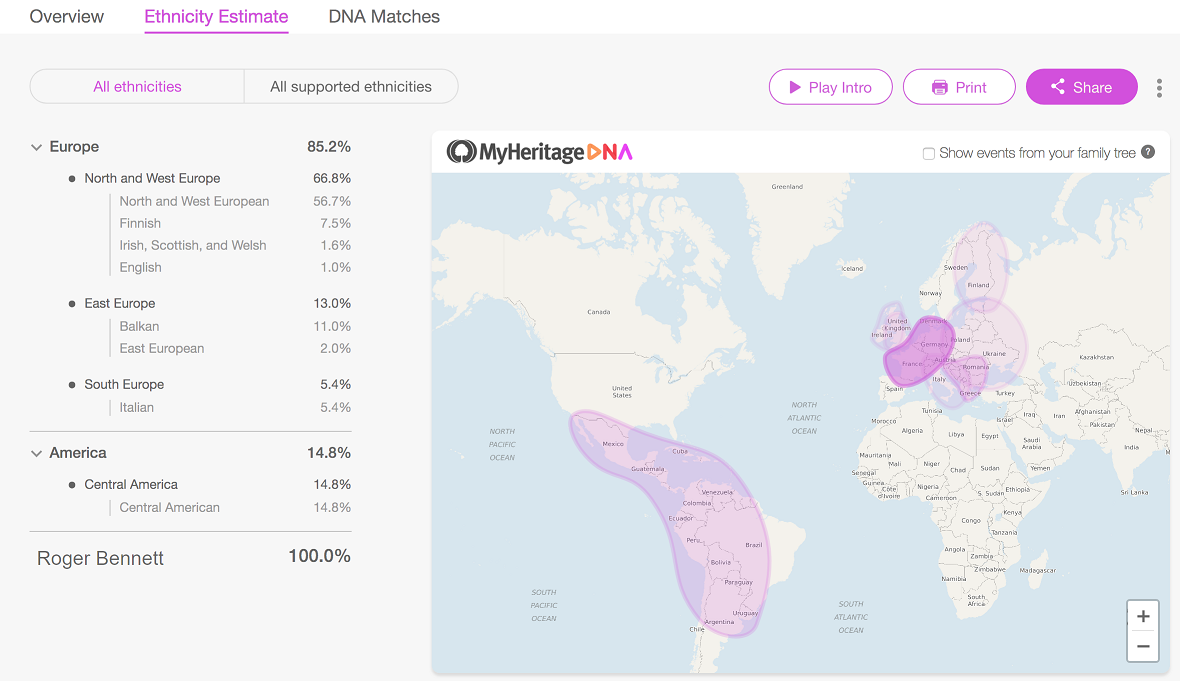 Overview Ethnicity Estimate DNA Matches
All ethnicities All supported ethnicities Play Intro Print Share
Europe 85.2%
North and West Europe 66.8%
North and West European 56.7%
Finnish 7.5%
Irish, Scottish, and Welsh 1.6%
English 1.0%
East Europe 13.0%
Balkan 11.0%
East European 2.0%
South Europe 5.4%
Italian 5.4%
America 14.8%
Central America 14.8%
Central American 14.8%
Roger Bennett 100.0%
MyHeritage DNA Show events from your family tree ?
Greenland
Iceland
Sweden
Finland
Norway
Canada
United
Kingdom
Denmark
Ireland
Poland
Germany
Ukraine
France
Austria
Romania
Kazakhstan
Italy
Spain
Greece
Turkey
Uzbekistan
United
States
NORTH
PACIFIC
OCEAN
NORTH
ATLANTIC
OCEAN
Tunisia
Morocco
Algeria
Libya
Egypt
Israel
Iraq
Iran
Afghanistan
Pakistan
Nepal
India
Saudi
Arabia
Mexico
Cuba
Guatemala
Mauritania
Mali
Niger
Chad
Sudan
Yemen
Senegal
Guinea
Côte
d'Ivoire
Nigeria
Cameroon
S. Sudan
Ethiopia
Sri Lanka
Venezuela
Colombia
Ecuador
Kenya
Congo
Tanzania
Peru
Brazil
Angola
Zambia
Bolivia
Zimbabwe
Madagascar
Namibia
Paraguay
South
Africa
SOUTH
PACIFIC
OCEAN
SOUTH
ATLANTIC
OCEAN
Uruguay
Argentina
Chile
+
−